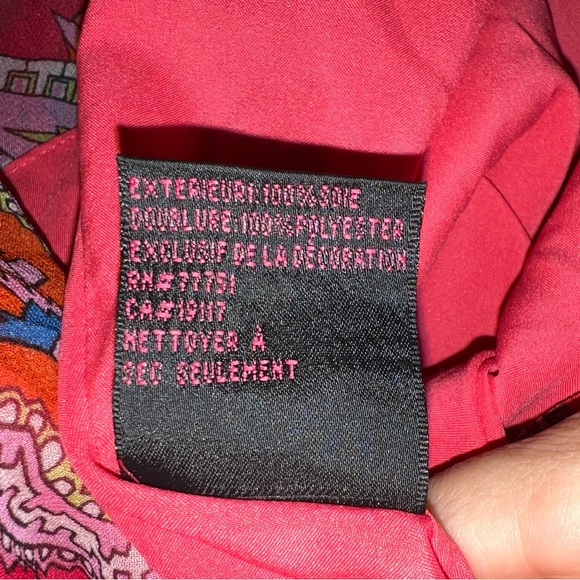 EXTERIEUR:100%SOIE
DOUBLURE:100%POLYESTER
EXCLUSIF DE LA DÉCORATION
RN#77751
CA#19117
NETTOYER À
SEC SEULEMENT